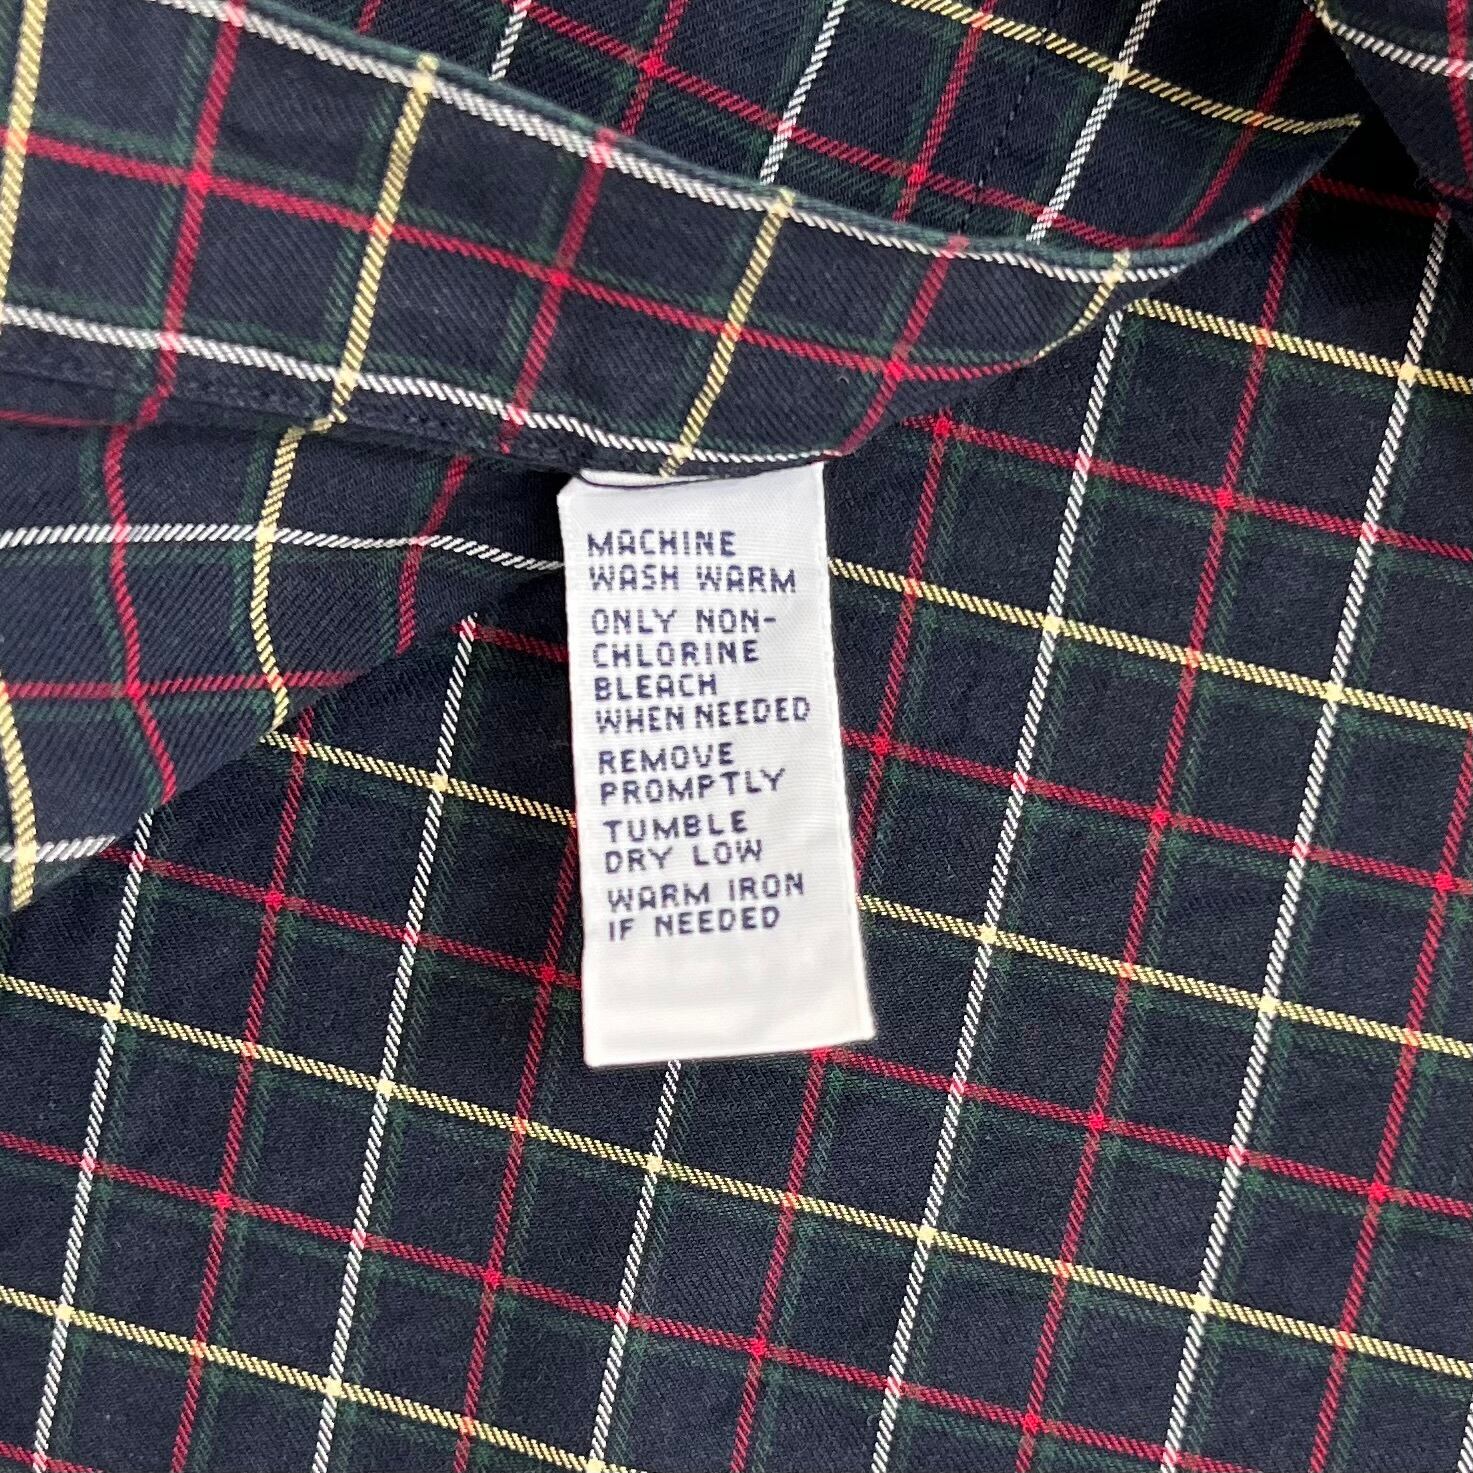 MACHINE
WASH WARM
ONLY NON-
CHLORINE
BLEACH
WHEN NEEDED
REMOVE
PROMPTLY
TUMBLE
DRY LOW
WARM IRON
IF NEEDED